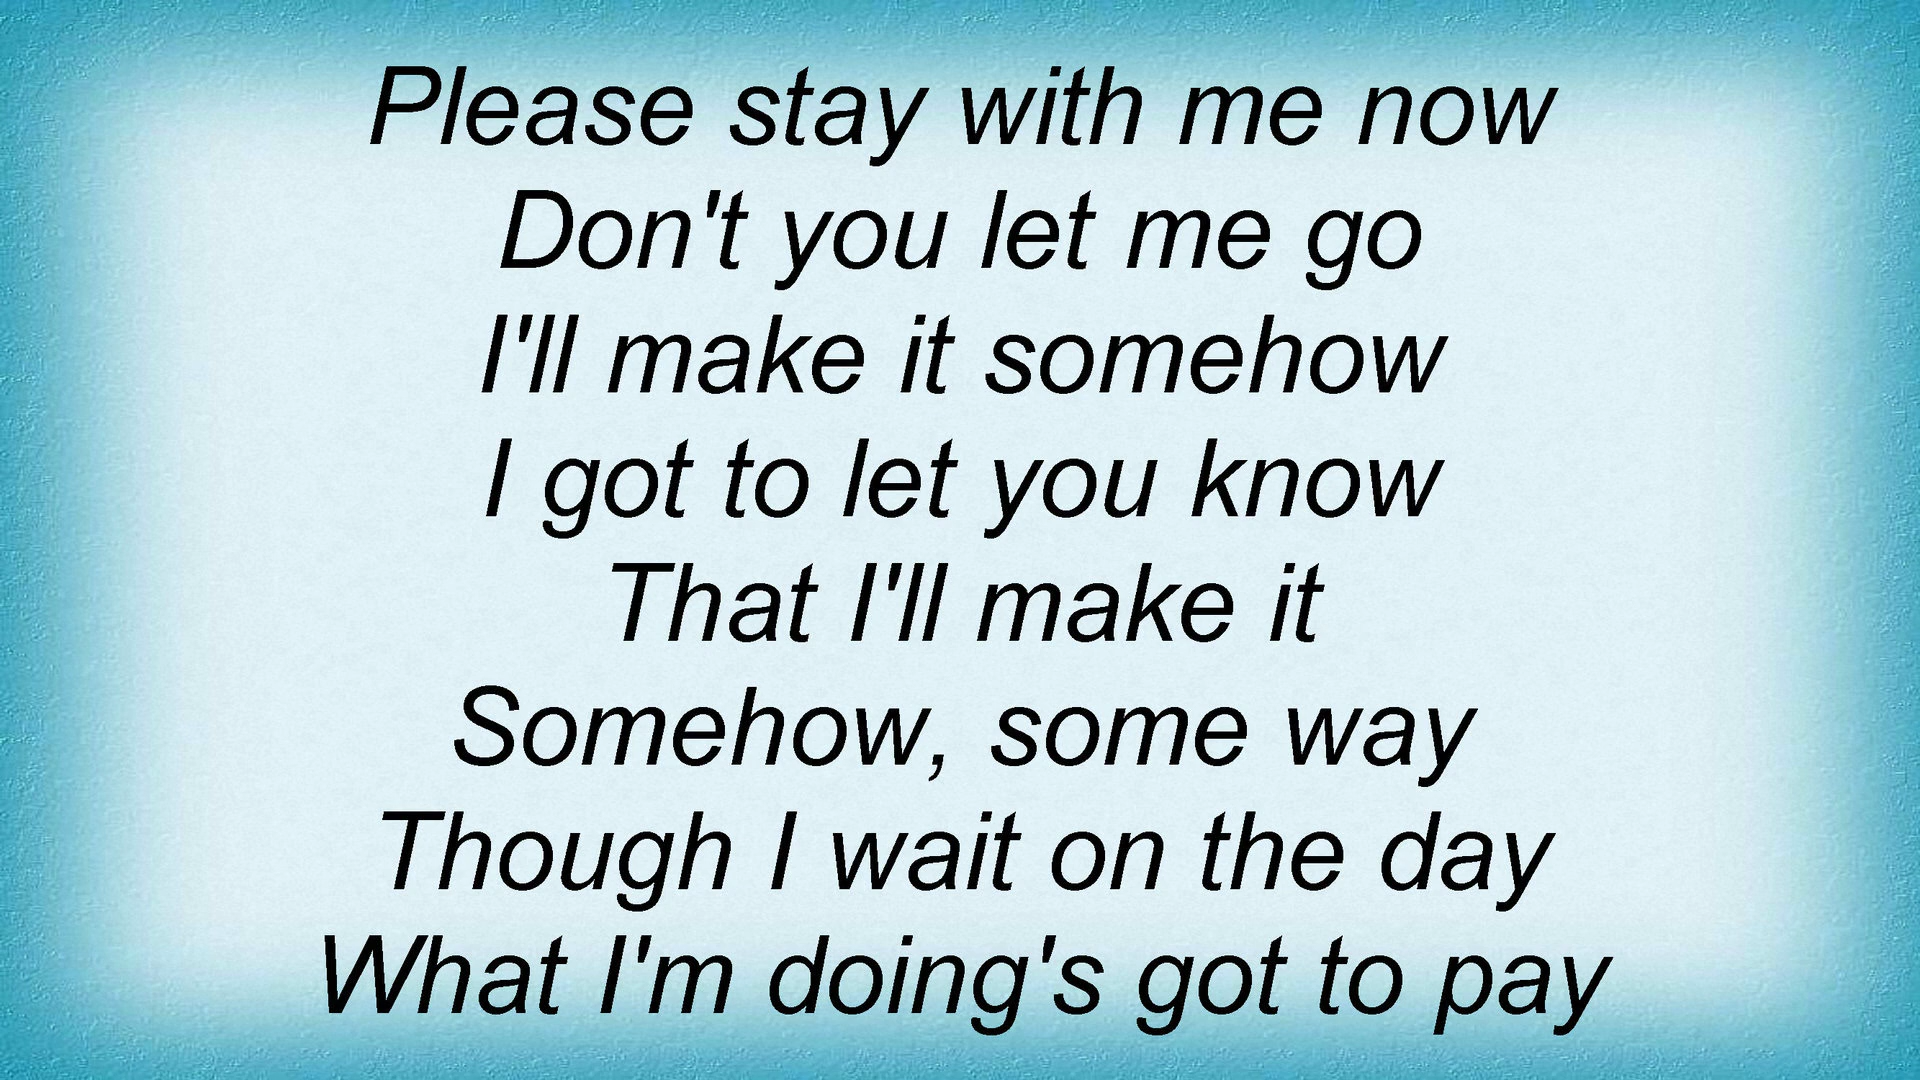 Please stay with me now
Don't you let me go
I'll make it somehow
I got to let you know
That I'll make it
Somehow, some way
Though I wait on the day
What I'm doing's got to pay